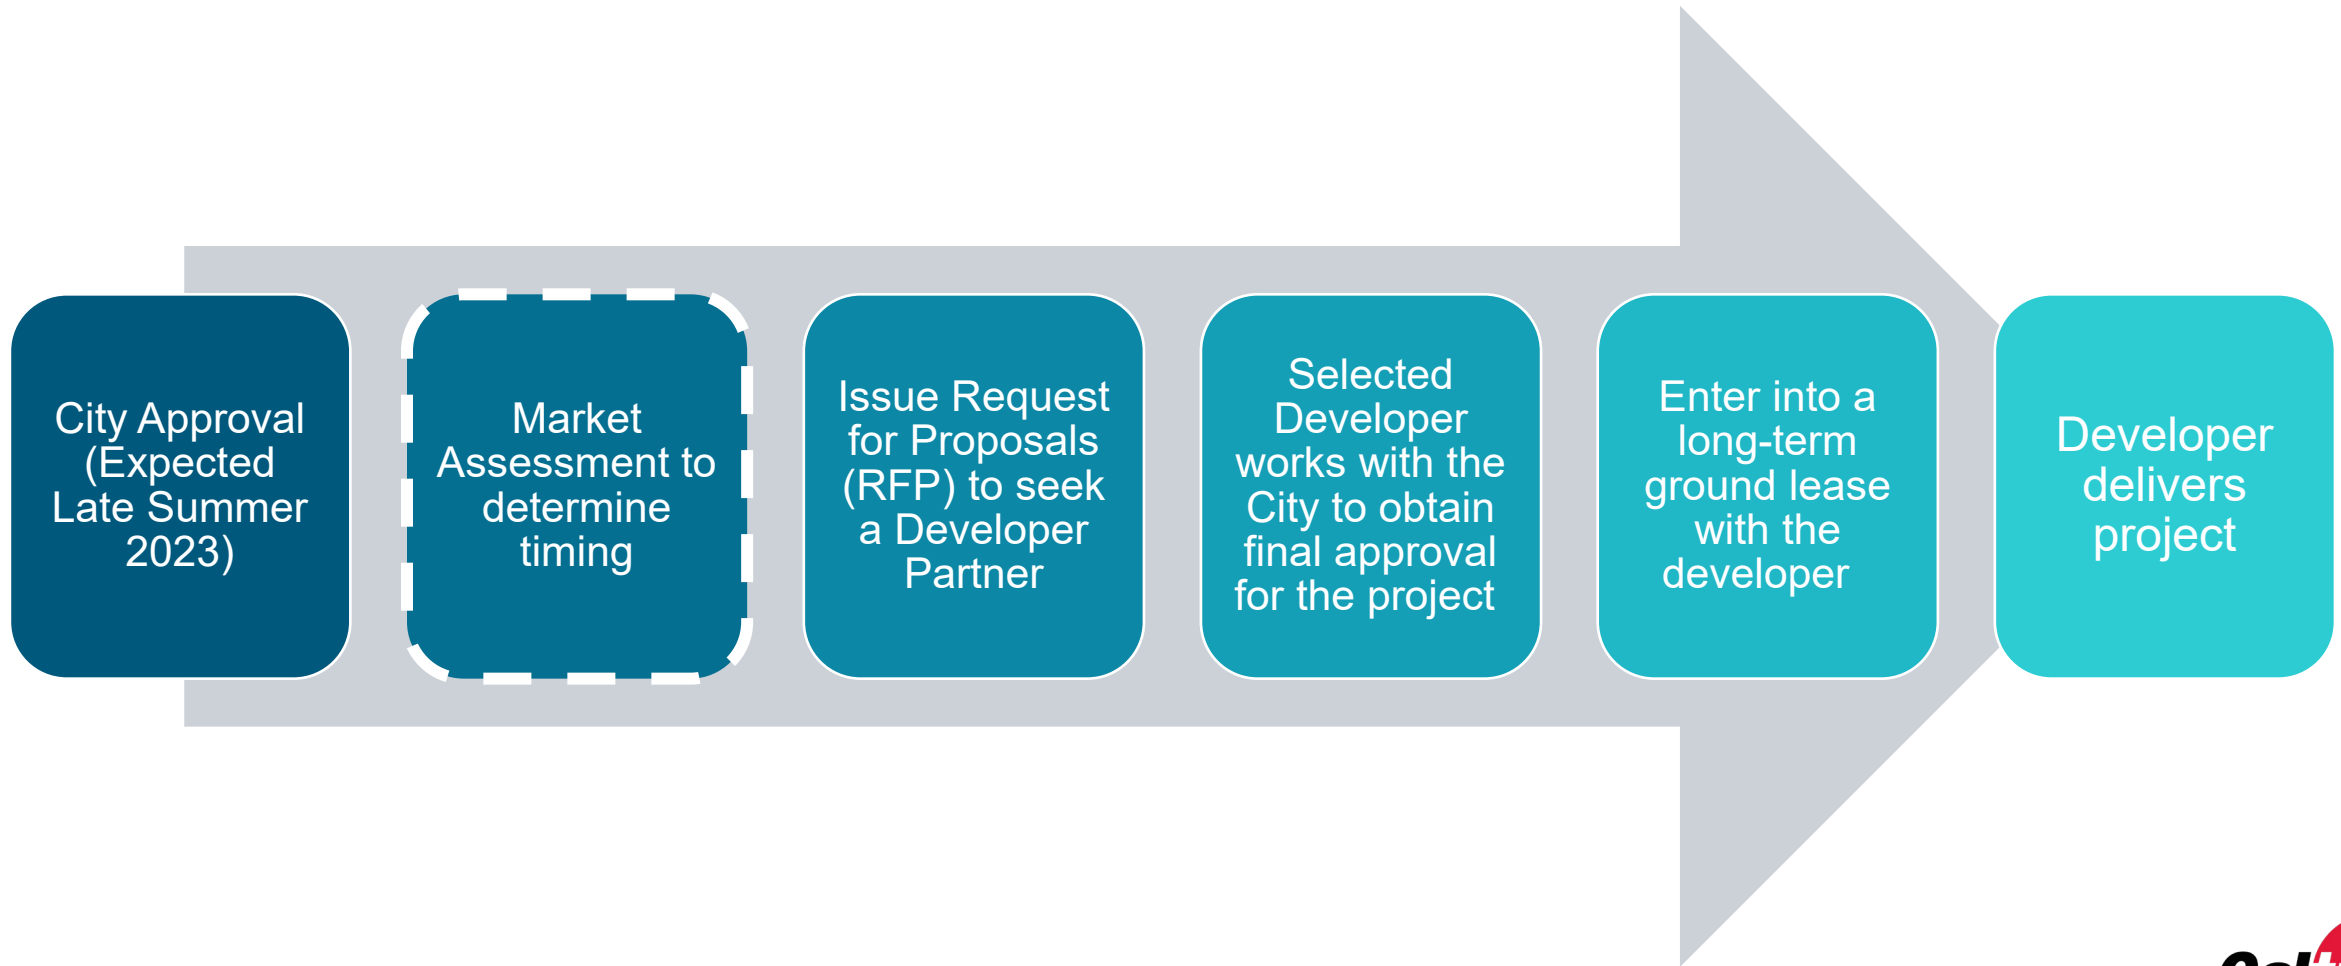 City Approval
(Expected
Late Summer
2023)
Market
Assessment to
determine
timing
Issue Request
for Proposals
(RFP) to seek
a Developer
Partner
Selected
Developer
works with the
City to obtain
final approval
for the project
Enter into a
long-term
ground lease
with the
developer
Developer
delivers
project